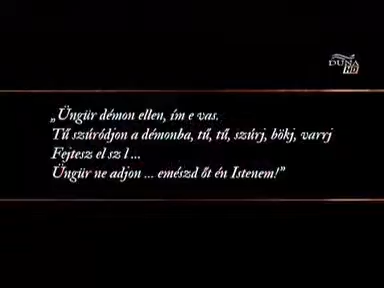 DUNA
HD
„Üngür démon ellen, ím e vas.
Tű szúródjon a démonba, tű, tű, szúrj, bökj, varrj
Fejtesz el sz l ...
Üngür ne adjon ... emészd őt én Istenem!”